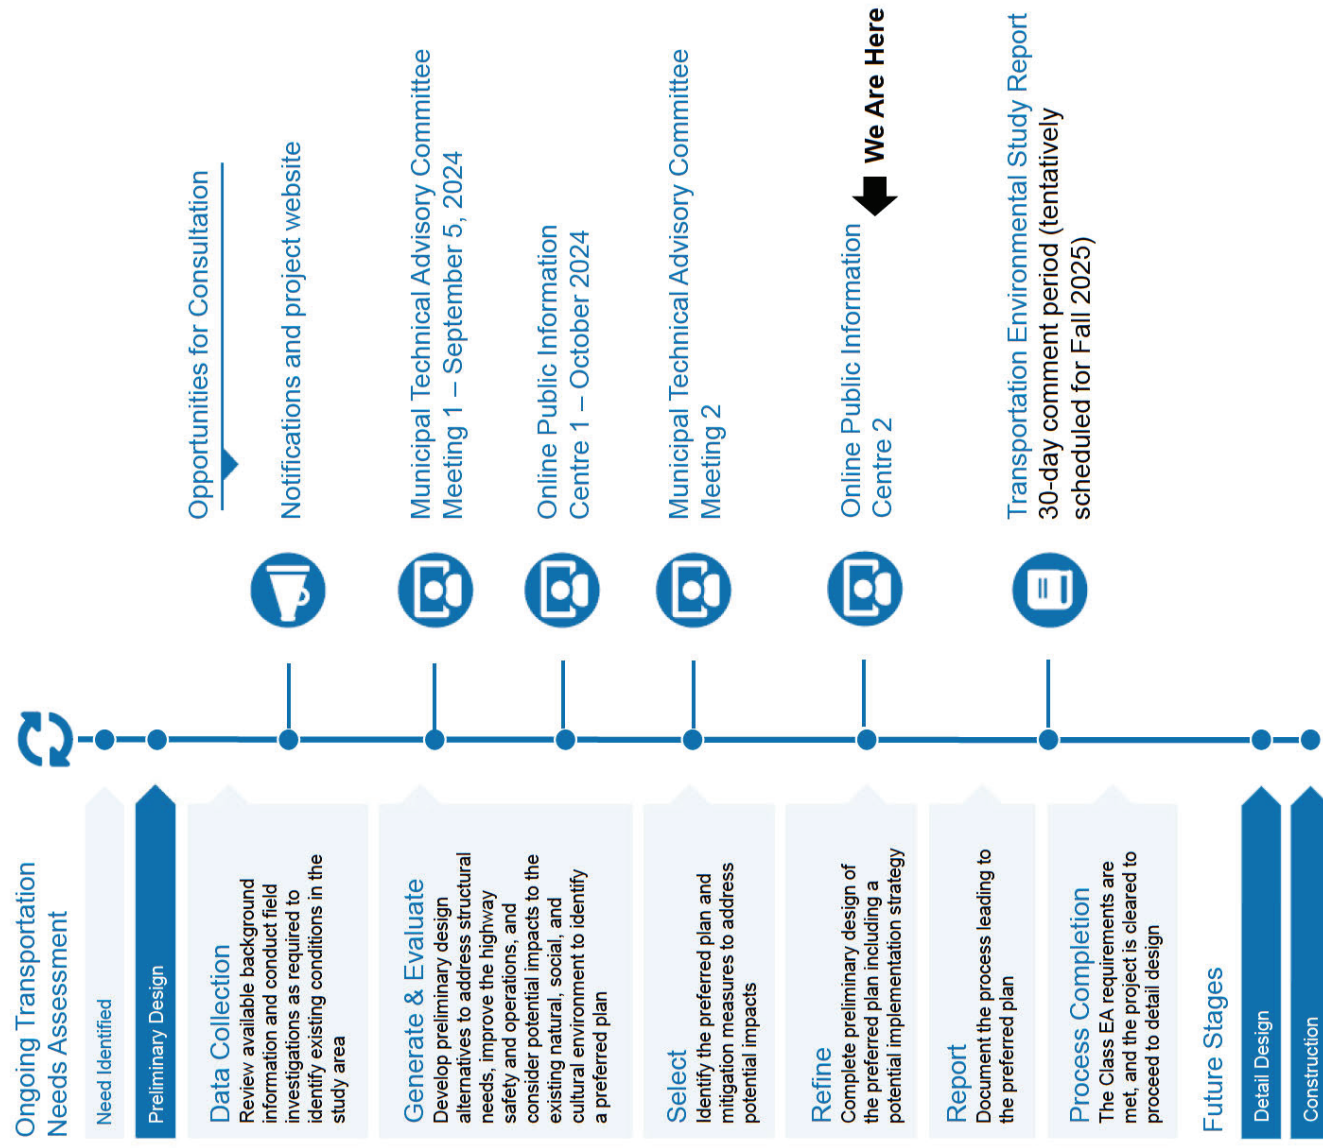 Ongoing Transportation
Needs Assessment
Need Identified
Preliminary Design
Data Collection
Review available background
information and conduct field
investigations as required to
identify existing conditions in the
study area
Generate & Evaluate
Develop preliminary design
alternatives to address structural
needs, improve the highway
safety and operations, and
consider potential impacts to the
existing natural, social, and
cultural environment to identify
a preferred plan
Select
Identify the preferred plan and
mitigation measures to address
potential impacts
Refine
Complete preliminary design of
the preferred plan including a
potential implementation strategy
Report
Document the process leading to
the preferred plan
Process Completion
The Class EA requirements are
met, and the project is cleared to
proceed to detail design
Future Stages
Detail Design
Construction
Opportunities for Consultation
Notifications and project website
Municipal Technical Advisory Committee
Meeting 1 – September 5, 2024
Online Public Information
Centre 1 – October 2024
Municipal Technical Advisory Committee
Meeting 2
Online Public Information
Centre 2
We Are Here
Transportation Environmental Study Report
30-day comment period (tentatively
scheduled for Fall 2025)